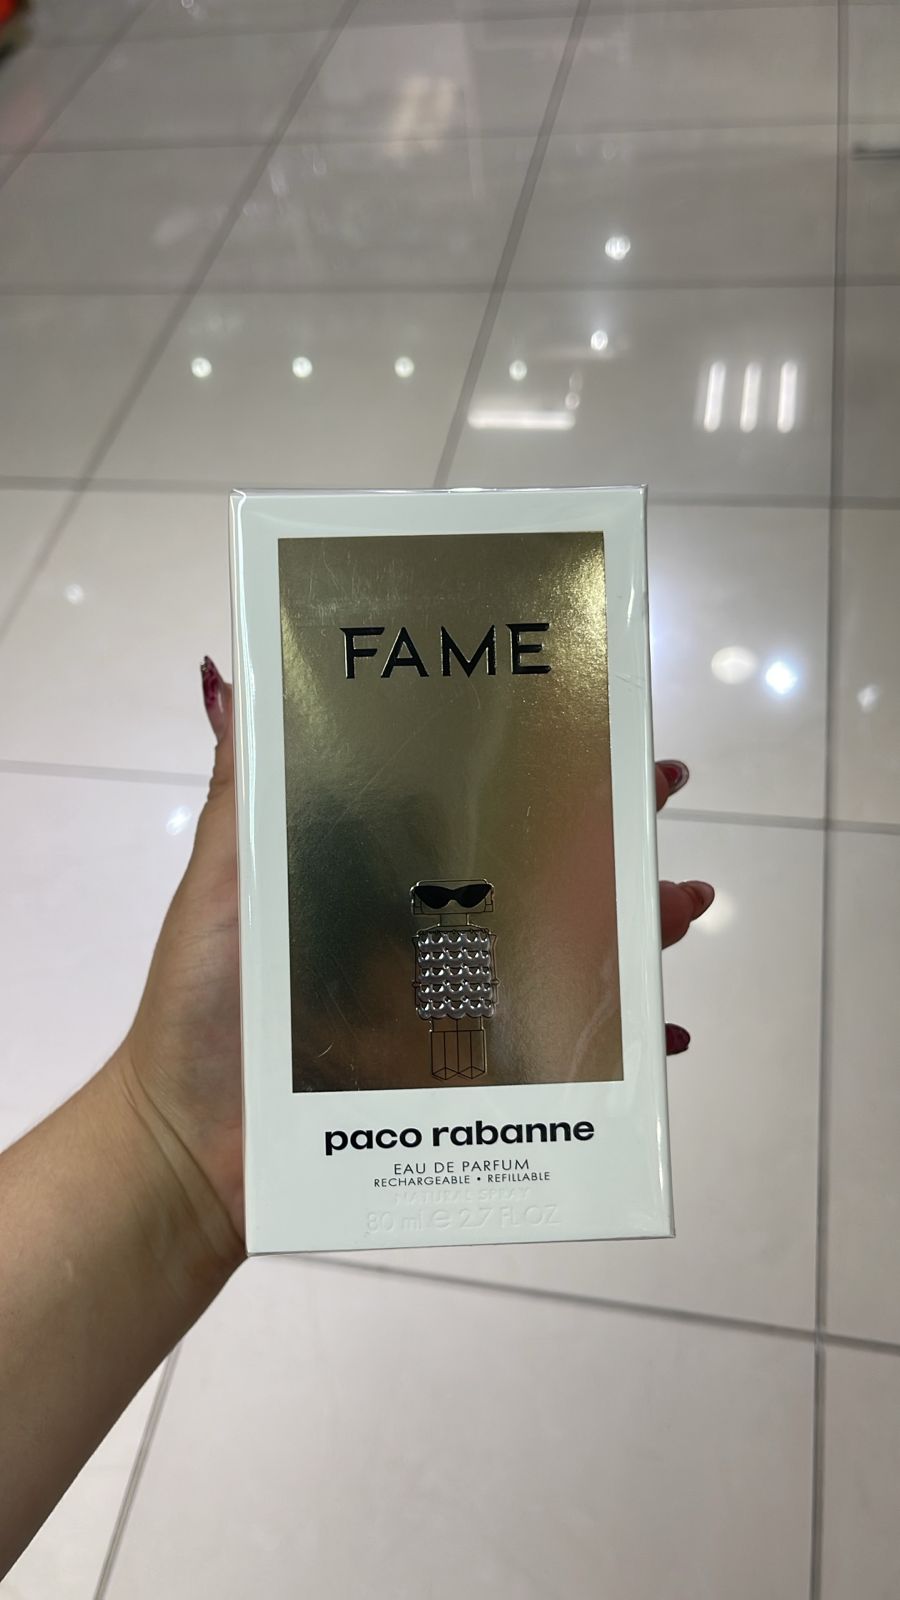 FAME
paco rabanne
EAU DE PARFUM
RECHARGEABLE • REFILLABLE
NATURAL SPRAY
80 ml e 2.7 FL OZ